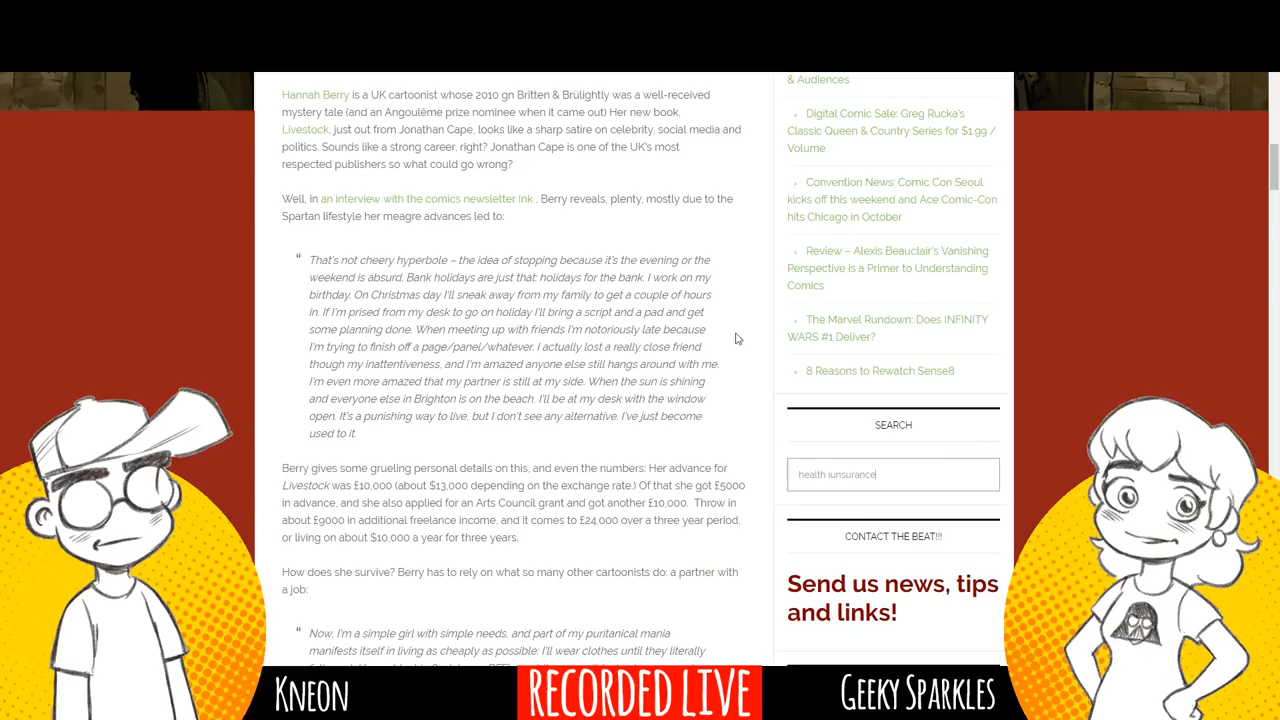 Hannah Berry is a UK cartoonist whose 2010 gn Britten & Brülightly was a well-received
mystery tale (and an Angoulême prize nominee when it came out) Her new book,
Livestock, just out from Jonathan Cape, looks like a sharp satire on celebrity, social media and
politics. Sounds like a strong career, right? Jonathan Cape is one of the UK's most
respected publishers so what could go wrong?
Well, in an interview with the comics newsletter Ink . Berry reveals, plenty, mostly due to the
Spartan lifestyle her meagre advances led to:
“ That's not cheery hyperbole – the idea of stopping because it's the evening or the
weekend is absurd. Bank holidays are just that: holidays for the bank. I work on my
birthday. On Christmas day I'll sneak away from my family to get a couple of hours
in. If I'm prised from my desk to go on holiday I'll bring a script and a pad and get
some planning done. When meeting up with friends I'm notoriously late because
I'm trying to finish off a page/panel/whatever. I actually lost a really close friend
though my inattentiveness, and I'm amazed anyone else still hangs around with me.
I'm even more amazed that my partner is still at my side. When the sun is shining
and everyone else in Brighton is on the beach, I'll be at my desk with the window
open. It's a punishing way to live, but I don't see any alternative. I've just become
used to it.
Berry gives some grueling personal details on this, and even the numbers: Her advance for
Livestock was £10,000 (about $13,000 depending on the exchange rate.) Of that she got £5000
in advance, and she also applied for an Arts Council grant and got another £10,000. Throw in
about £9000 in additional freelance income, and it comes to £24,000 over a three year period,
or living on about $10,000 a year for three years.
How does she survive? Berry has to rely on what so many other cartoonists do: a partner with
a job:
“ Now, I'm a simple girl with simple needs, and part of my puritanical mania
manifests itself in living as cheaply as possible: I'll wear clothes until they literally
& Audiences
Digital Comic Sale: Greg Rucka's
Classic Queen & Country Series for $1.99 /
Volume
Convention News: Comic Con Seoul
kicks off this weekend and Ace Comic-Con
hits Chicago in October
Review – Alexis Beauclair's Vanishing
Perspective is a Primer to Understanding
Comics
The Marvel Rundown: Does INFINITY
WARS #1 Deliver?
8 Reasons to Rewatch Sense8
SEARCH
health iunsurance
CONTACT THE BEAT!!!
Send us news, tips
and links!
KNEON
RECORDED LIVE
GEEKY SPARKLES